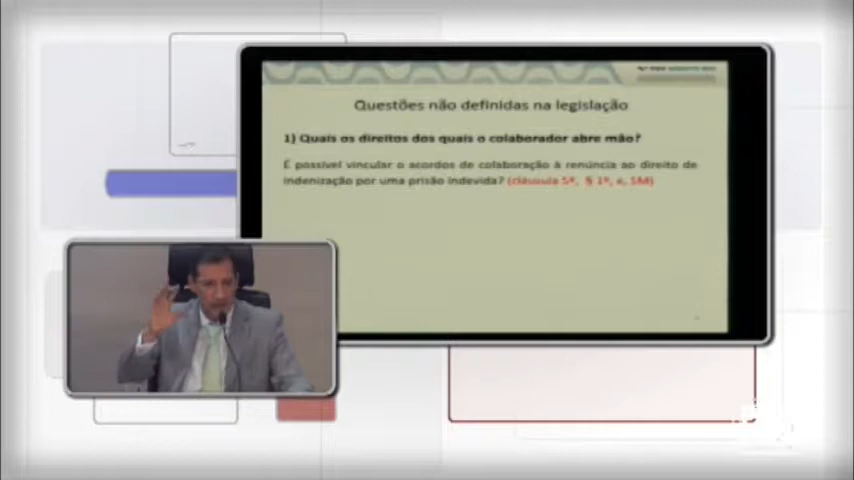 Questões não definidas na legislação
1) Quais os direitos dos quais o colaborador abre mão?
É possível vincular o acordos de colaboração à renúncia ao direito de
indenização por uma prisão indevida? (cláusula 5ª, § 1º, e, SM)